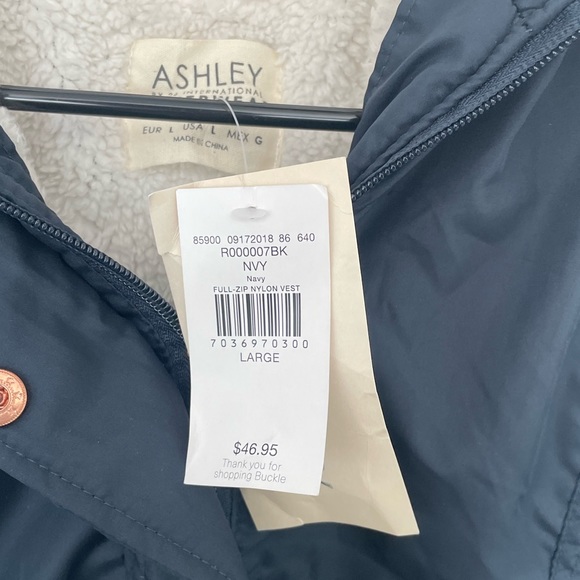 ASHLEY
INTERNATIONAL
EUR L USA L MEX G
MADE IN CHINA
85900 09172018 86 640
R000007BK
NVY
Navy
FULL-ZIP NYLON VEST
7036970300
LARGE
$46.95
Thank you for
shopping Buckle